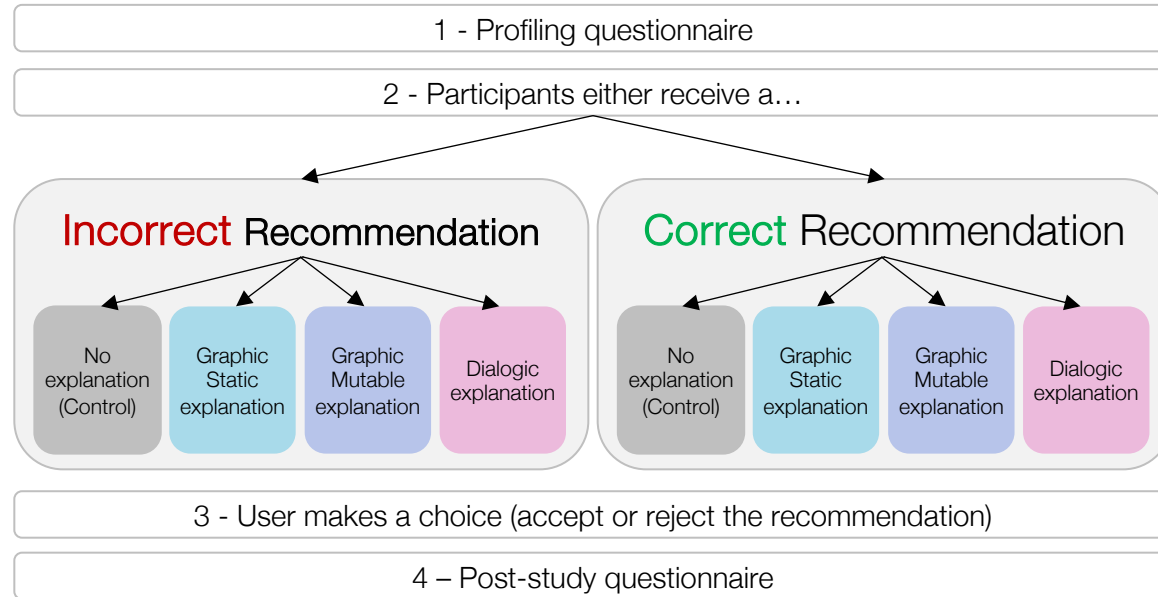 1 - Profiling questionnaire
2 - Participants either receive a…
Incorrect Recommendation
No
explanation
(Control)
Graphic
Static
explanation
Graphic
Mutable
explanation
Dialogic
explanation
Correct Recommendation
No
explanation
(Control)
Graphic
Static
explanation
Graphic
Mutable
explanation
Dialogic
explanation
3 - User makes a choice (accept or reject the recommendation)
4 – Post-study questionnaire